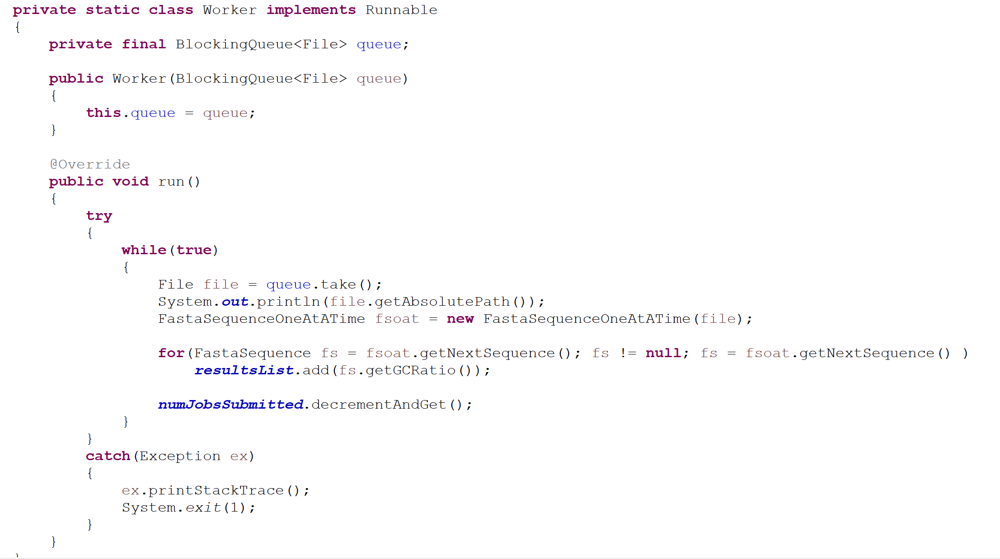 private static class Worker implements Runnable
{
    private final BlockingQueue<File> queue;

    public Worker(BlockingQueue<File> queue)
    {
        this.queue = queue;
    }

    @Override
    public void run()
    {
        try
        {
            while(true)
            {
                File file = queue.take();
                System.out.println(file.getAbsolutePath());
                FastaSequenceOneAtATime fsoat = new FastaSequenceOneAtATime(file);

                for(FastaSequence fs = fsoat.getNextSequence(); fs != null; fs = fsoat.getNextSequence() )
                    resultsList.add(fs.getGCRatio());

                numJobsSubmitted.decrementAndGet();
            }
        }
        catch(Exception ex)
        {
            ex.printStackTrace();
            System.exit(1);
        }
    }